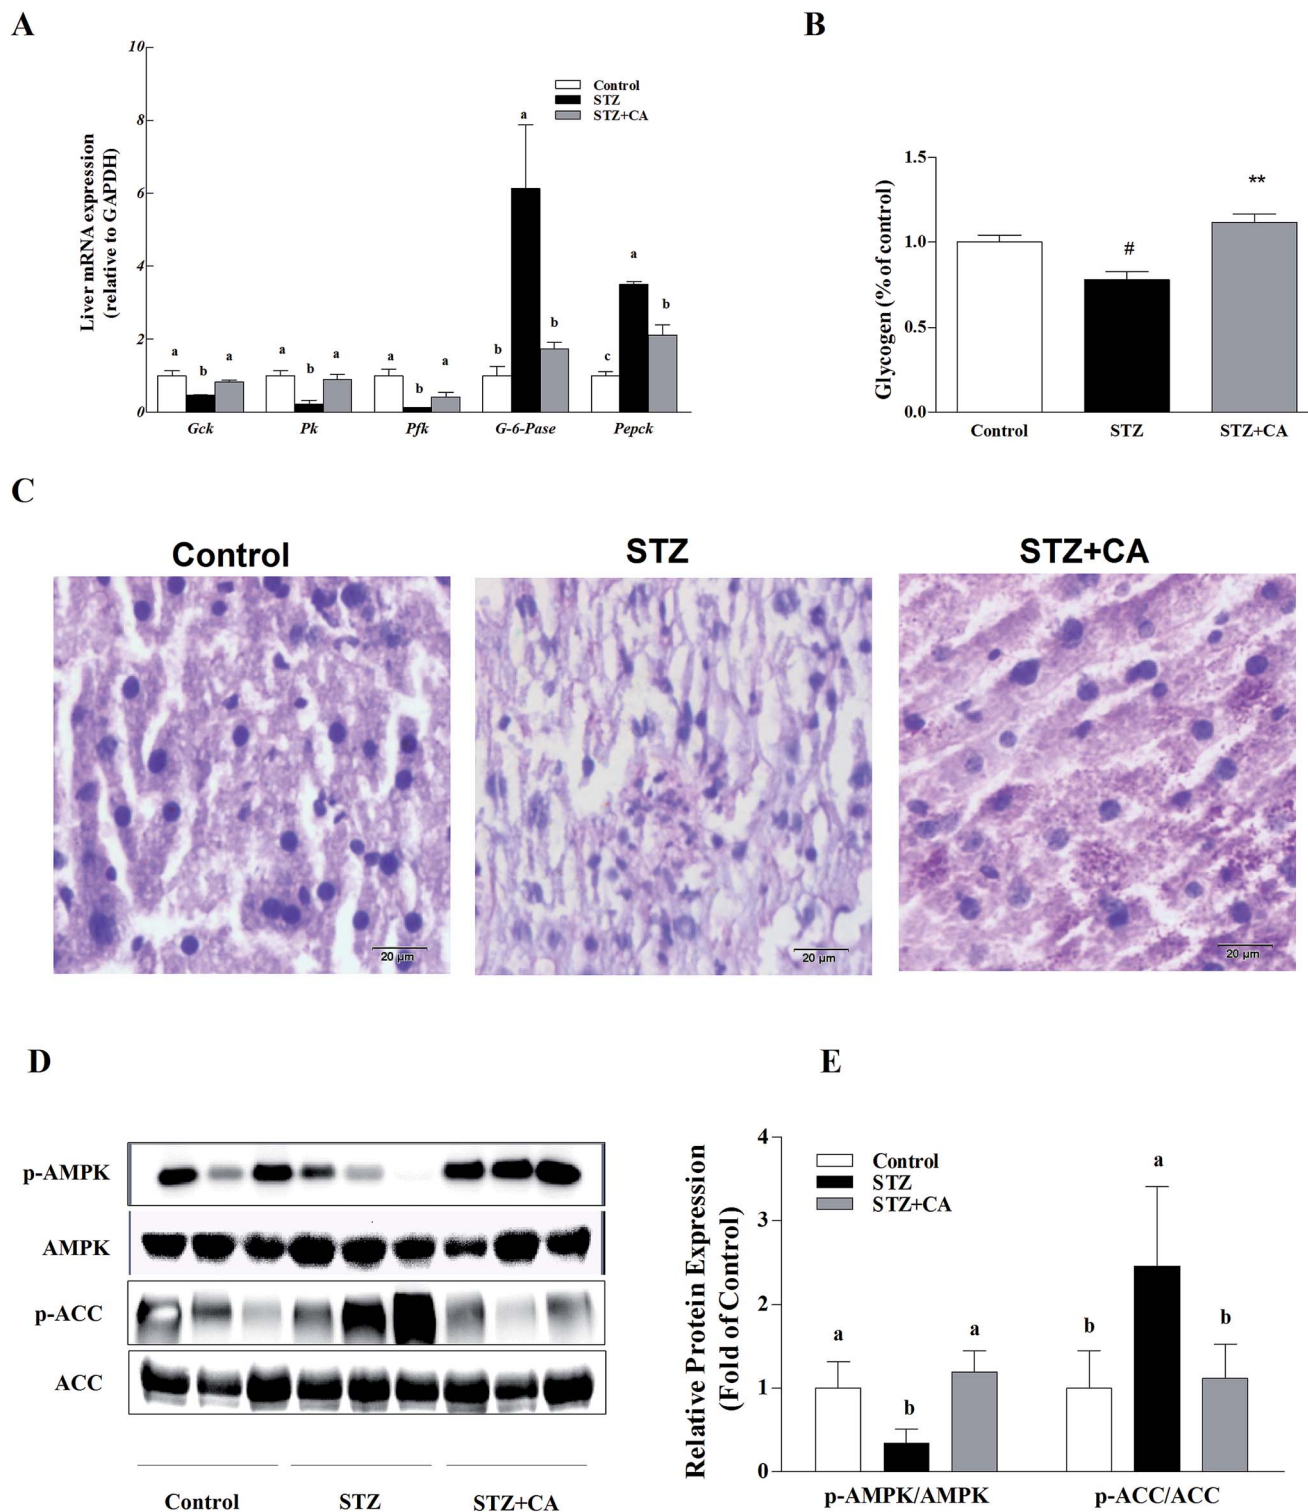 A
10
8
6
4
2
0
Liver mRNA expression
(relative to GAPDH)
Control
STZ
STZ+CA
a
a
a
b
a
a
b
a
a
b
a
b
b
c
b
Gck
Pk
Pfk
G-6-Pase
Pepck
B
1.5
1.0
0.5
0.0
Glycogen (% of control)
#
**
Control
STZ
STZ+CA
C
Control
STZ
STZ+CA
20 µm
20 µm
20 µm
D
p-AMPK
AMPK
p-ACC
ACC
Control
STZ
STZ+CA
E
4
3
2
1
0
Relative Protein Expression
(Fold of Control)
Control
STZ
STZ+CA
a
b
a
b
a
b
p-AMPK/AMPK
p-ACC/ACC